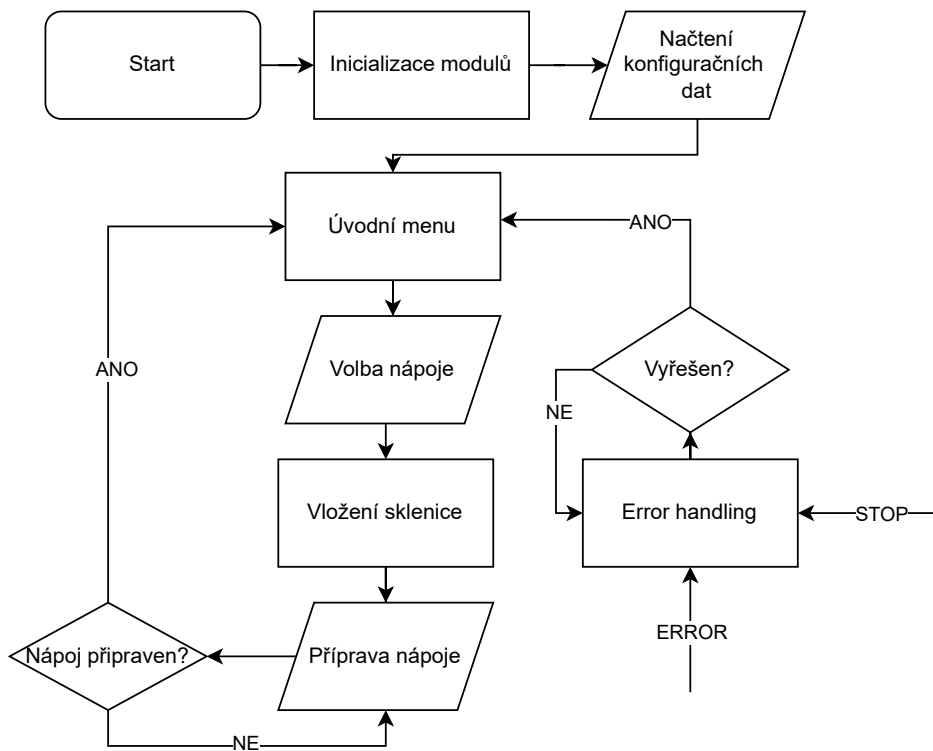 Start
Inicializace modulů
Načtení
konfiguračních
dat
Úvodní menu
ANO
ANO
Volba nápoje
Vyřešen?
NE
Vložení sklenice
Error handling
STOP
ERROR
Nápoj připraven?
Příprava nápoje
NE